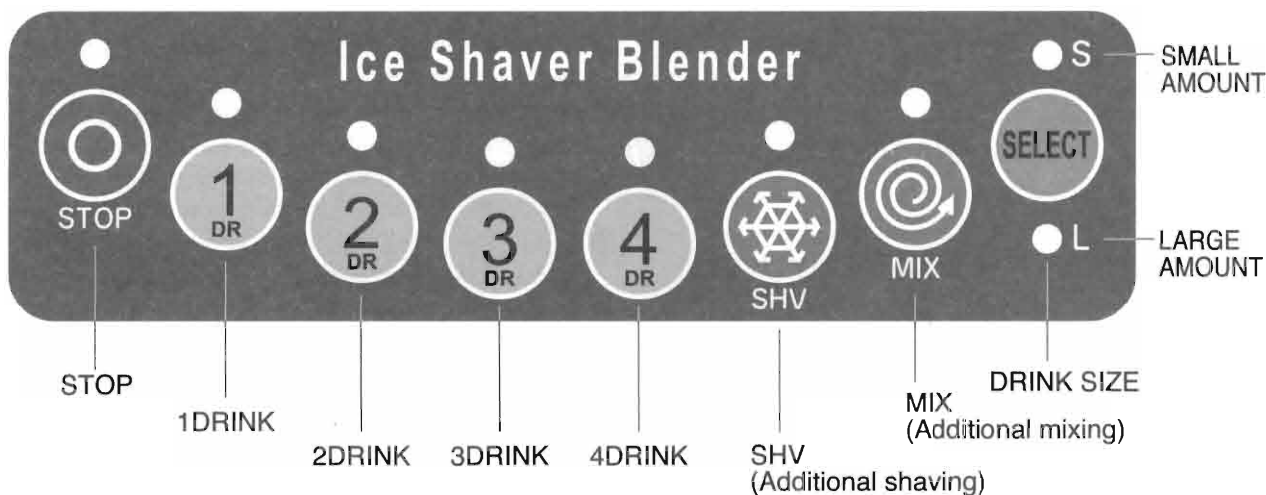 Ice Shaver Blender
S
SMALL
AMOUNT
SELECT
STOP
1
DR
2
DR
3
DR
4
DR
SHV
MIX
L
LARGE
AMOUNT
STOP
1DRINK
2DRINK
3DRINK
4DRINK
SHV
(Additional shaving)
MIX
(Additional mixing)
DRINK SIZE